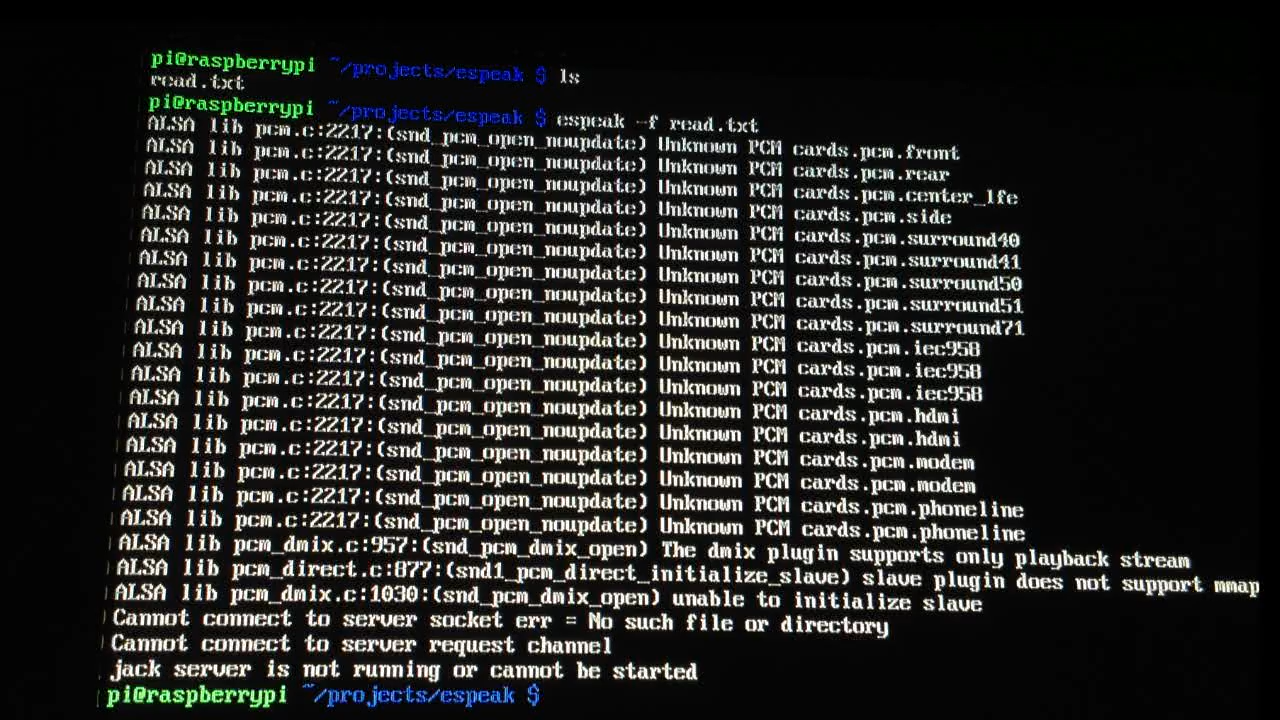 pi@raspberrypi ~/projects/espeak $ ls
read.txt
pi@raspberrypi ~/projects/espeak $ espeak -f read.txt
ALSA lib pcm.c:2217:(snd_pcm_open_noupdate) Unknown PCM cards.pcm.front
ALSA lib pcm.c:2217:(snd_pcm_open_noupdate) Unknown PCM cards.pcm.rear
ALSA lib pcm.c:2217:(snd_pcm_open_noupdate) Unknown PCM cards.pcm.center_lfe
ALSA lib pcm.c:2217:(snd_pcm_open_noupdate) Unknown PCM cards.pcm.side
ALSA lib pcm.c:2217:(snd_pcm_open_noupdate) Unknown PCM cards.pcm.surround40
ALSA lib pcm.c:2217:(snd_pcm_open_noupdate) Unknown PCM cards.pcm.surround41
ALSA lib pcm.c:2217:(snd_pcm_open_noupdate) Unknown PCM cards.pcm.surround50
ALSA lib pcm.c:2217:(snd_pcm_open_noupdate) Unknown PCM cards.pcm.surround51
ALSA lib pcm.c:2217:(snd_pcm_open_noupdate) Unknown PCM cards.pcm.surround71
ALSA lib pcm.c:2217:(snd_pcm_open_noupdate) Unknown PCM cards.pcm.iec958
ALSA lib pcm.c:2217:(snd_pcm_open_noupdate) Unknown PCM cards.pcm.iec958
ALSA lib pcm.c:2217:(snd_pcm_open_noupdate) Unknown PCM cards.pcm.iec958
ALSA lib pcm.c:2217:(snd_pcm_open_noupdate) Unknown PCM cards.pcm.hdmi
ALSA lib pcm.c:2217:(snd_pcm_open_noupdate) Unknown PCM cards.pcm.hdmi
ALSA lib pcm.c:2217:(snd_pcm_open_noupdate) Unknown PCM cards.pcm.modem
ALSA lib pcm.c:2217:(snd_pcm_open_noupdate) Unknown PCM cards.pcm.modem
ALSA lib pcm.c:2217:(snd_pcm_open_noupdate) Unknown PCM cards.pcm.phoneline
ALSA lib pcm.c:2217:(snd_pcm_open_noupdate) Unknown PCM cards.pcm.phoneline
ALSA lib pcm_dmix.c:957:(snd_pcm_dmix_open) The dmix plugin supports only playback stream
ALSA lib pcm_direct.c:877:(snd1_pcm_direct_initialize_slave) slave plugin does not support mmap
ALSA lib pcm_dmix.c:1030:(snd_pcm_dmix_open) unable to initialize slave
Cannot connect to server socket err = No such file or directory
Cannot connect to server request channel
jack server is not running or cannot be started
pi@raspberrypi ~/projects/espeak $